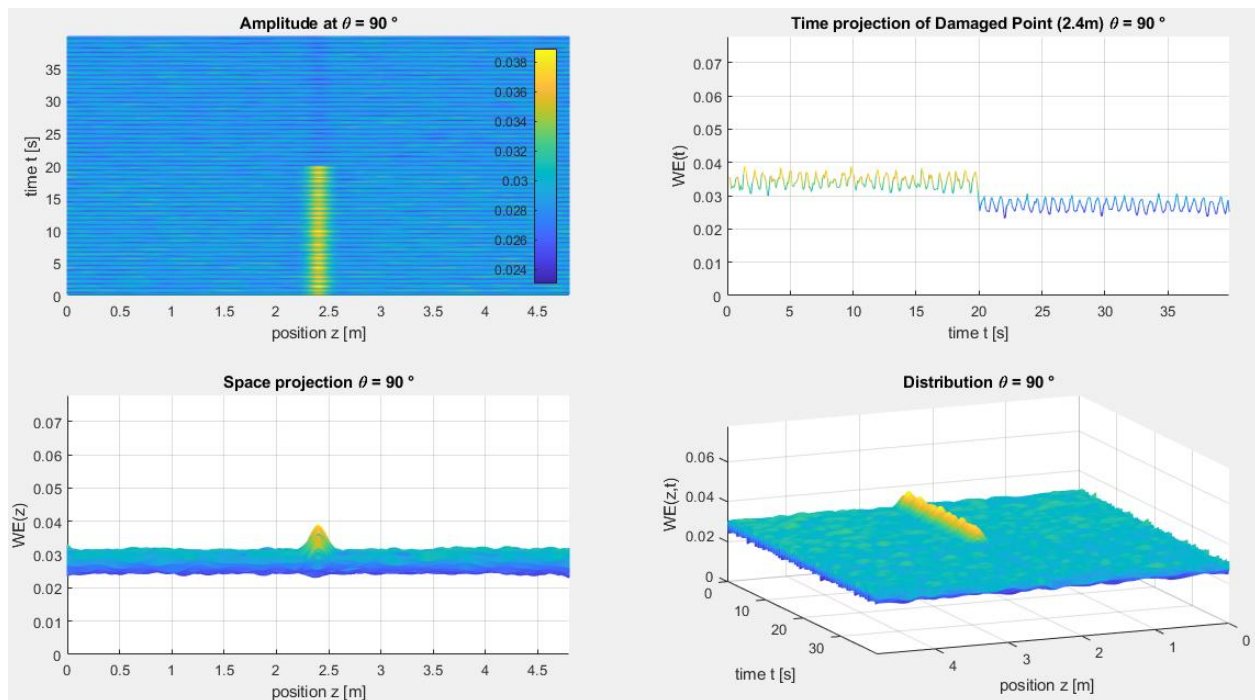 Amplitude at θ = 90 °
time t [s]
35
30
25
20
15
10
5
0
0 0.5 1 1.5 2 2.5 3 3.5 4 4.5
position z [m]
0.038
0.036
0.034
0.032
0.03
0.028
0.026
0.024
Time projection of Damaged Point (2.4m) θ = 90 °
WE(t)
0.07
0.06
0.05
0.04
0.03
0.02
0.01
0
0 5 10 15 20 25 30 35
time t [s]
Space projection θ = 90 °
WE(z)
0.07
0.06
0.05
0.04
0.03
0.02
0.01
0
0 0.5 1 1.5 2 2.5 3 3.5 4 4.5
position z [m]
Distribution θ = 90 °
WE(z,t)
0.06
0.04
0.02
0
0
10
20
30
time t [s]
4 3 2 1 0
position z [m]